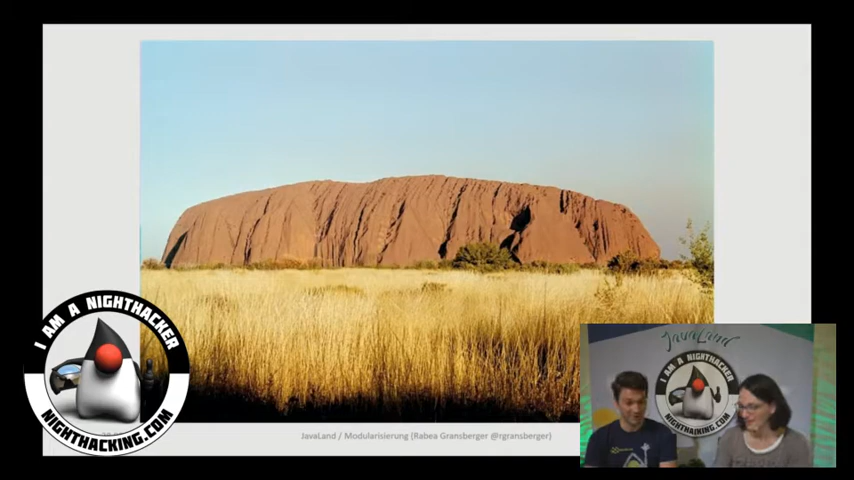 I AM A NIGHTHACKER
NIGHTHACKING.COM
JavaLand / Modularisierung (Rabea Gransberger @rgransberger)
JavaLand
I AM A NIGHTHACKER
NIGHTHACKING.COM